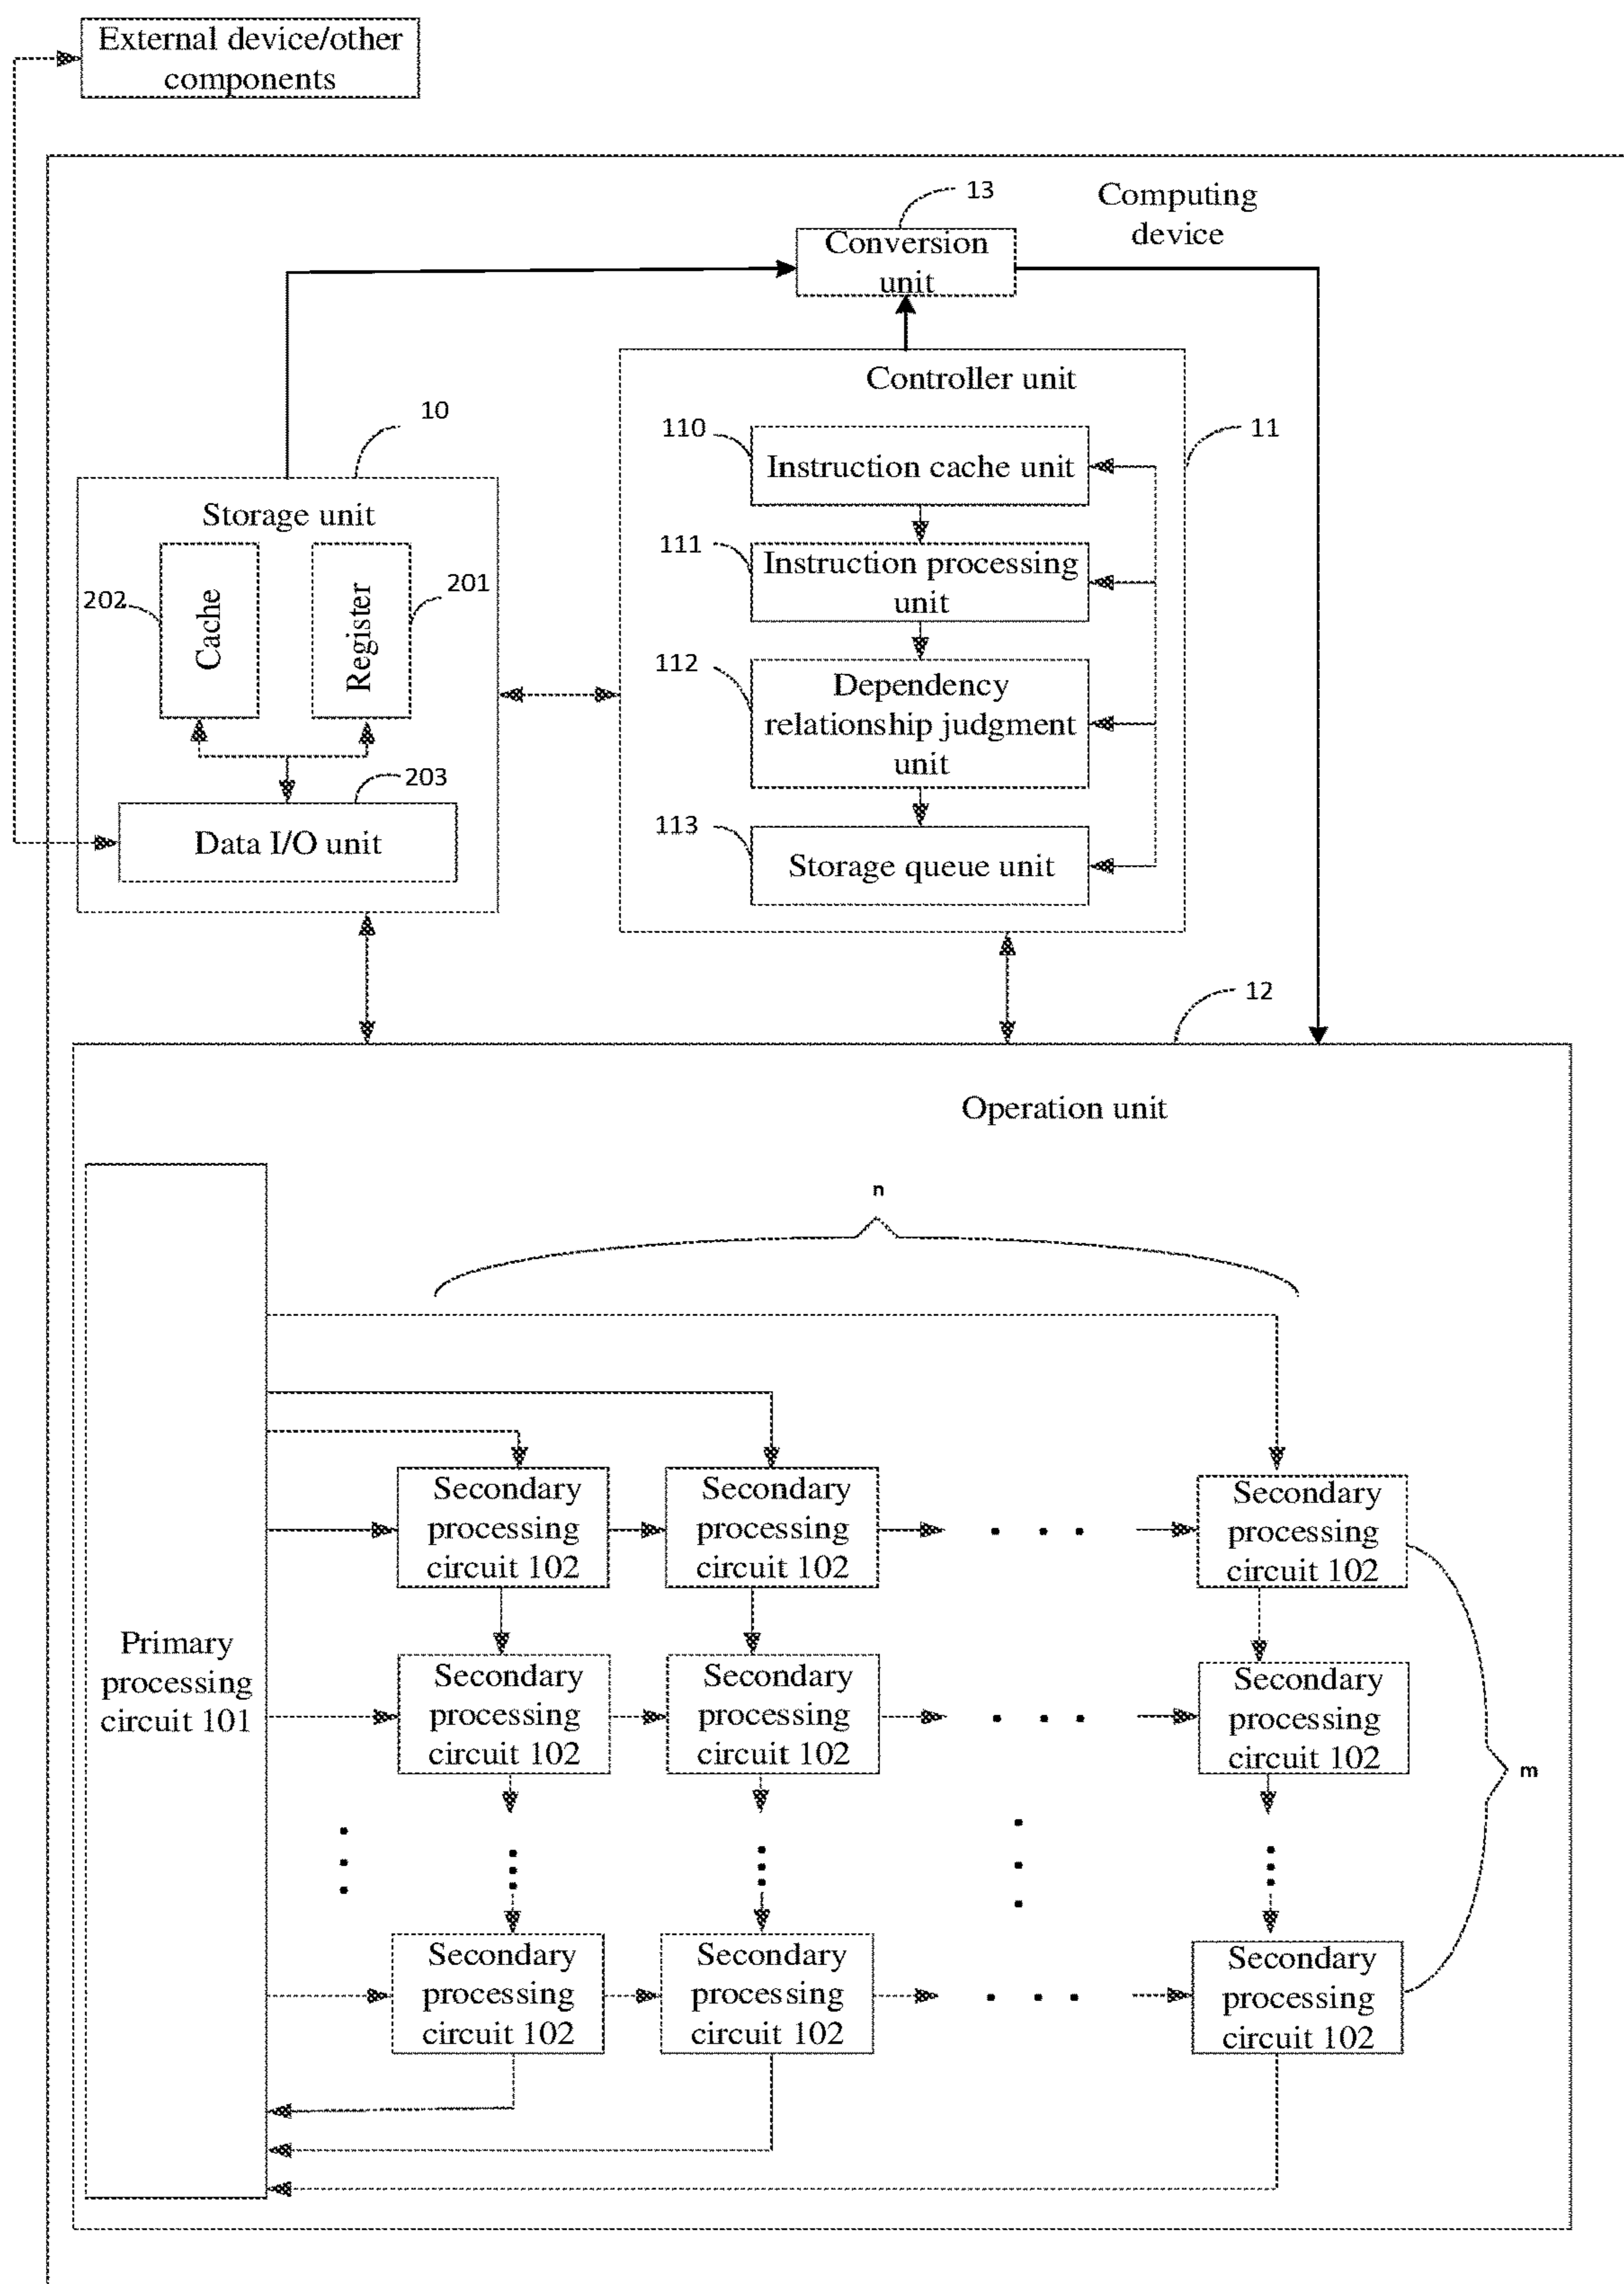 External device/other
components
13
Computing
device
Conversion
unit
Controller unit
10
110
11
Instruction cache unit
Storage unit
111
Instruction processing
unit
202
Cache
Register
201
112
Dependency
relationship judgment
unit
203
113
Data I/O unit
Storage queue unit
12
Operation unit
n
Secondary
processing
circuit 102
Secondary
processing
circuit 102
. . .
Secondary
processing
circuit 102
Primary
processing
circuit 101
Secondary
processing
circuit 102
Secondary
processing
circuit 102
. . .
Secondary
processing
circuit 102
m
Secondary
processing
circuit 102
Secondary
processing
circuit 102
. . .
Secondary
processing
circuit 102